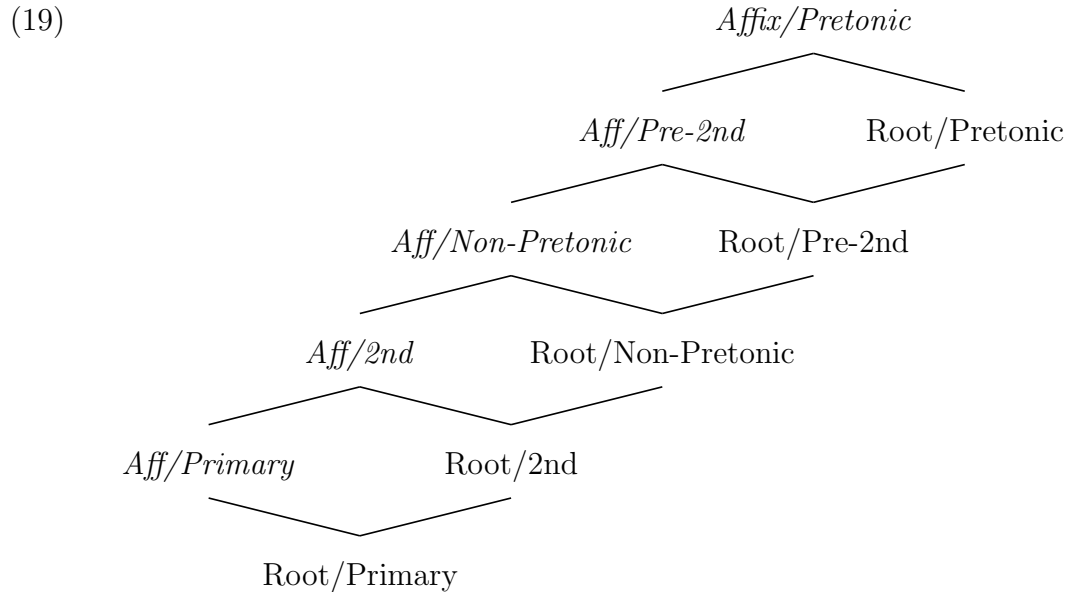 (19) Affix/Pretonic
Aff/Pre-2nd Root/Pretonic
Aff/Non-Pretonic Root/Pre-2nd
Aff/2nd Root/Non-Pretonic
Aff/Primary Root/2nd
Root/Primary